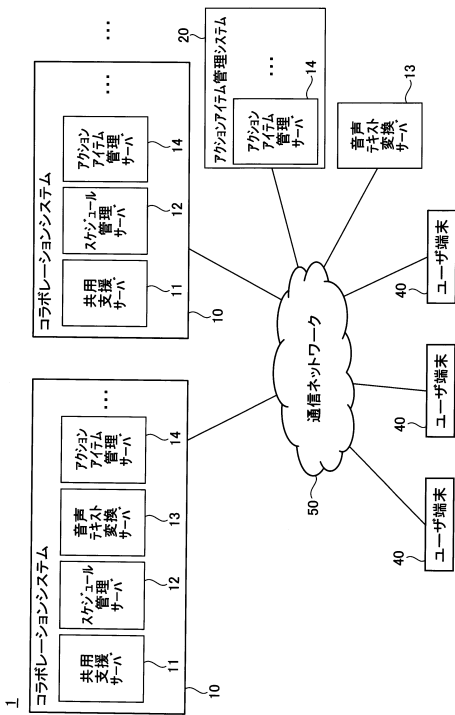 1
コラボレーションシステム
共用
支援
サーバ
11
スケジュール
管理
サーバ
12
音声
テキスト
変換
サーバ
13
アクション
アイテム
管理
サーバ
14
…
10
コラボレーションシステム
共用
支援
サーバ
11
スケジュール
管理
サーバ
12
アクション
アイテム
管理
サーバ
14
…
10
…
アクションアイテム管理システム
アクション
アイテム
管理
サーバ
14
…
20
音声
テキスト
変換
サーバ
13
通信ネットワーク
50
ユーザ端末
40
ユーザ端末
40
ユーザ端末
40